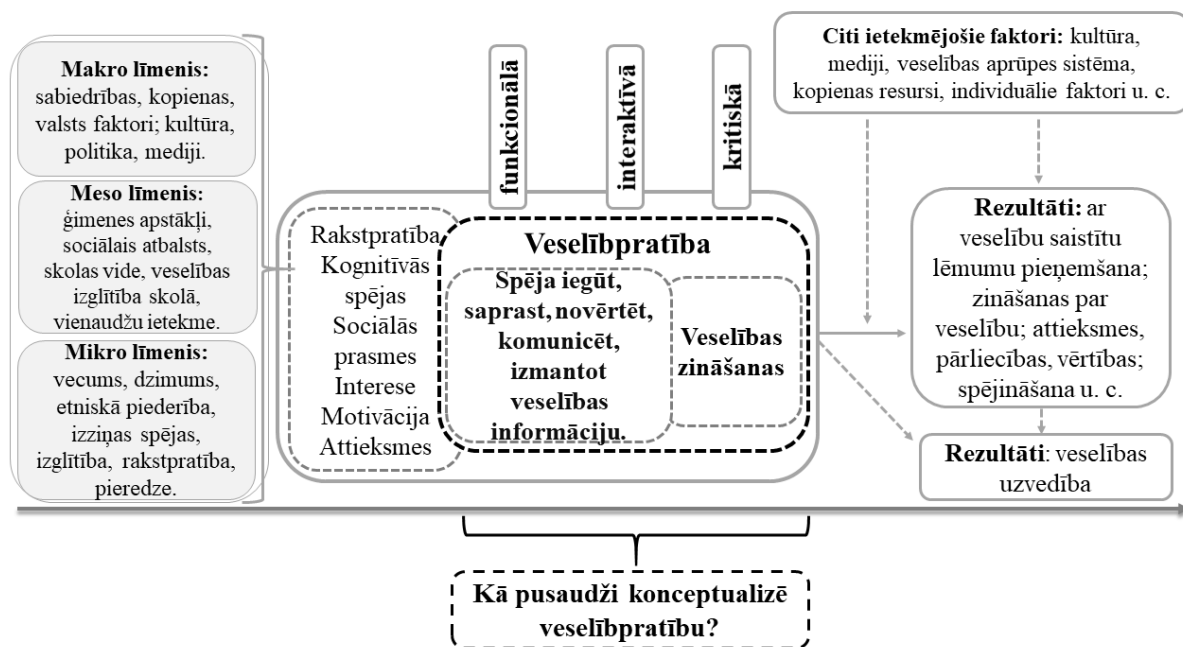 Makro līmenis:
sabiedrības, kopienas,
valsts faktori; kultūra,
politika, mediji.
Meso līmenis:
ģimenes apstākļi,
sociālais atbalsts,
skolas vide, veselības
izglītība skolā,
vienaudžu ietekme.
Mikro līmenis:
vecums, dzimums,
etniskā piederība,
izziņas spējas,
izglītība, rakstpratība,
pieredze.
funkcionālā
interaktīvā
kritiskā
Rakstpratība
Kognitīvās
spējas
Sociālās
prasmes
Interese
Motivācija
Attieksmes
Veselībpratība
Spēja iegūt,
saprast, novērtēt,
komunicēt,
izmantot
veselības
informāciju.
Veselības
zināšanas
Citi ietekmējošie faktori: kultūra,
mediji, veselības aprūpes sistēma,
kopienas resursi, individuālie faktori u. c.
Rezultāti: ar
veselību saistītu
lēmumu pieņemšana;
zināšanas par
veselību; attieksmes,
pārliecības, vērtības;
spējināšana u. c.
Rezultāti: veselības
uzvedība
Kā pusaudži konceptualizē
veselībpratību?